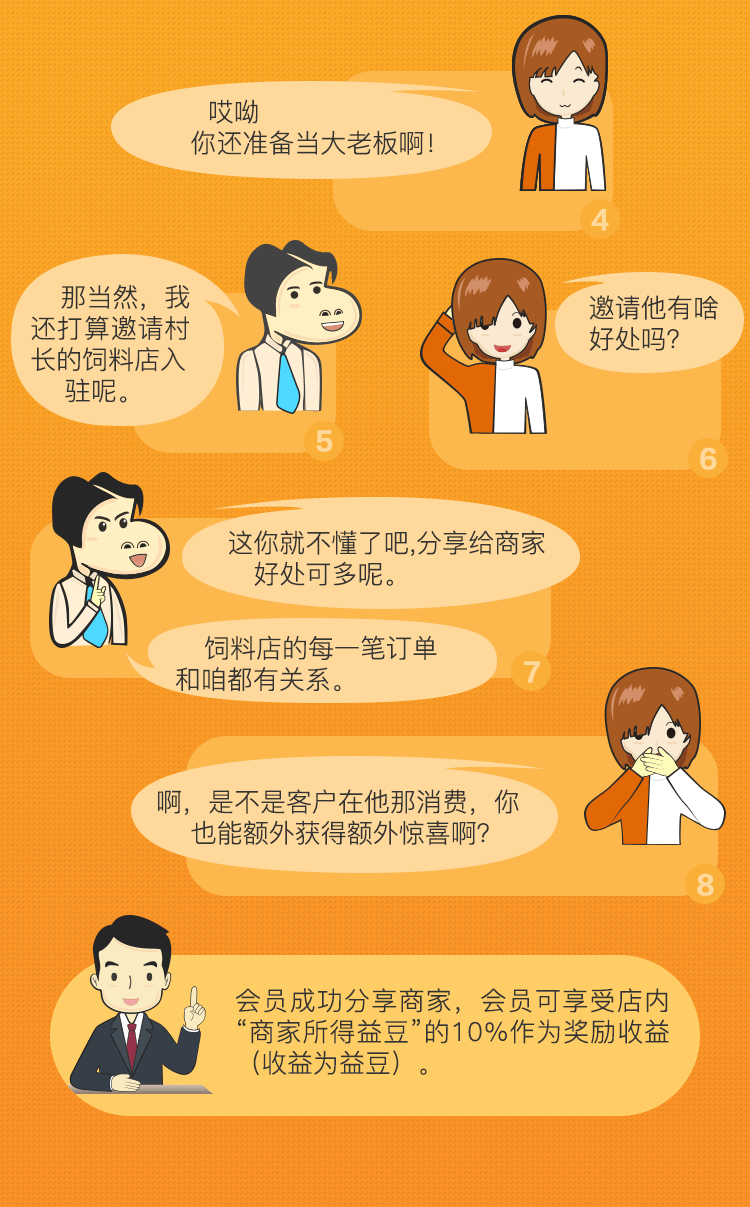 哎呦
你还准备当大老板啊！
4
那当然，我
还打算邀请村
长的饲料店入
驻呢。
5
邀请他有啥
好处吗？
6
这你就不懂了吧,分享给商家
好处可多呢。
饲料店的每一笔订单
和咱都有关系。
7
啊，是不是客户在他那消费，你
也能额外获得额外惊喜啊？
8
会员成功分享商家，会员可享受店内
“商家所得益豆”的10%作为奖励收益
（收益为益豆）。